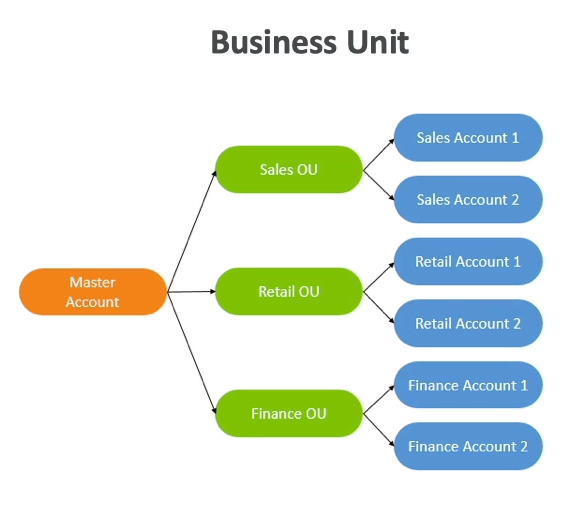 Business Unit
Master
Account
Sales OU
Retail OU
Finance OU
Sales Account 1
Sales Account 2
Retail Account 1
Retail Account 2
Finance Account 1
Finance Account 2